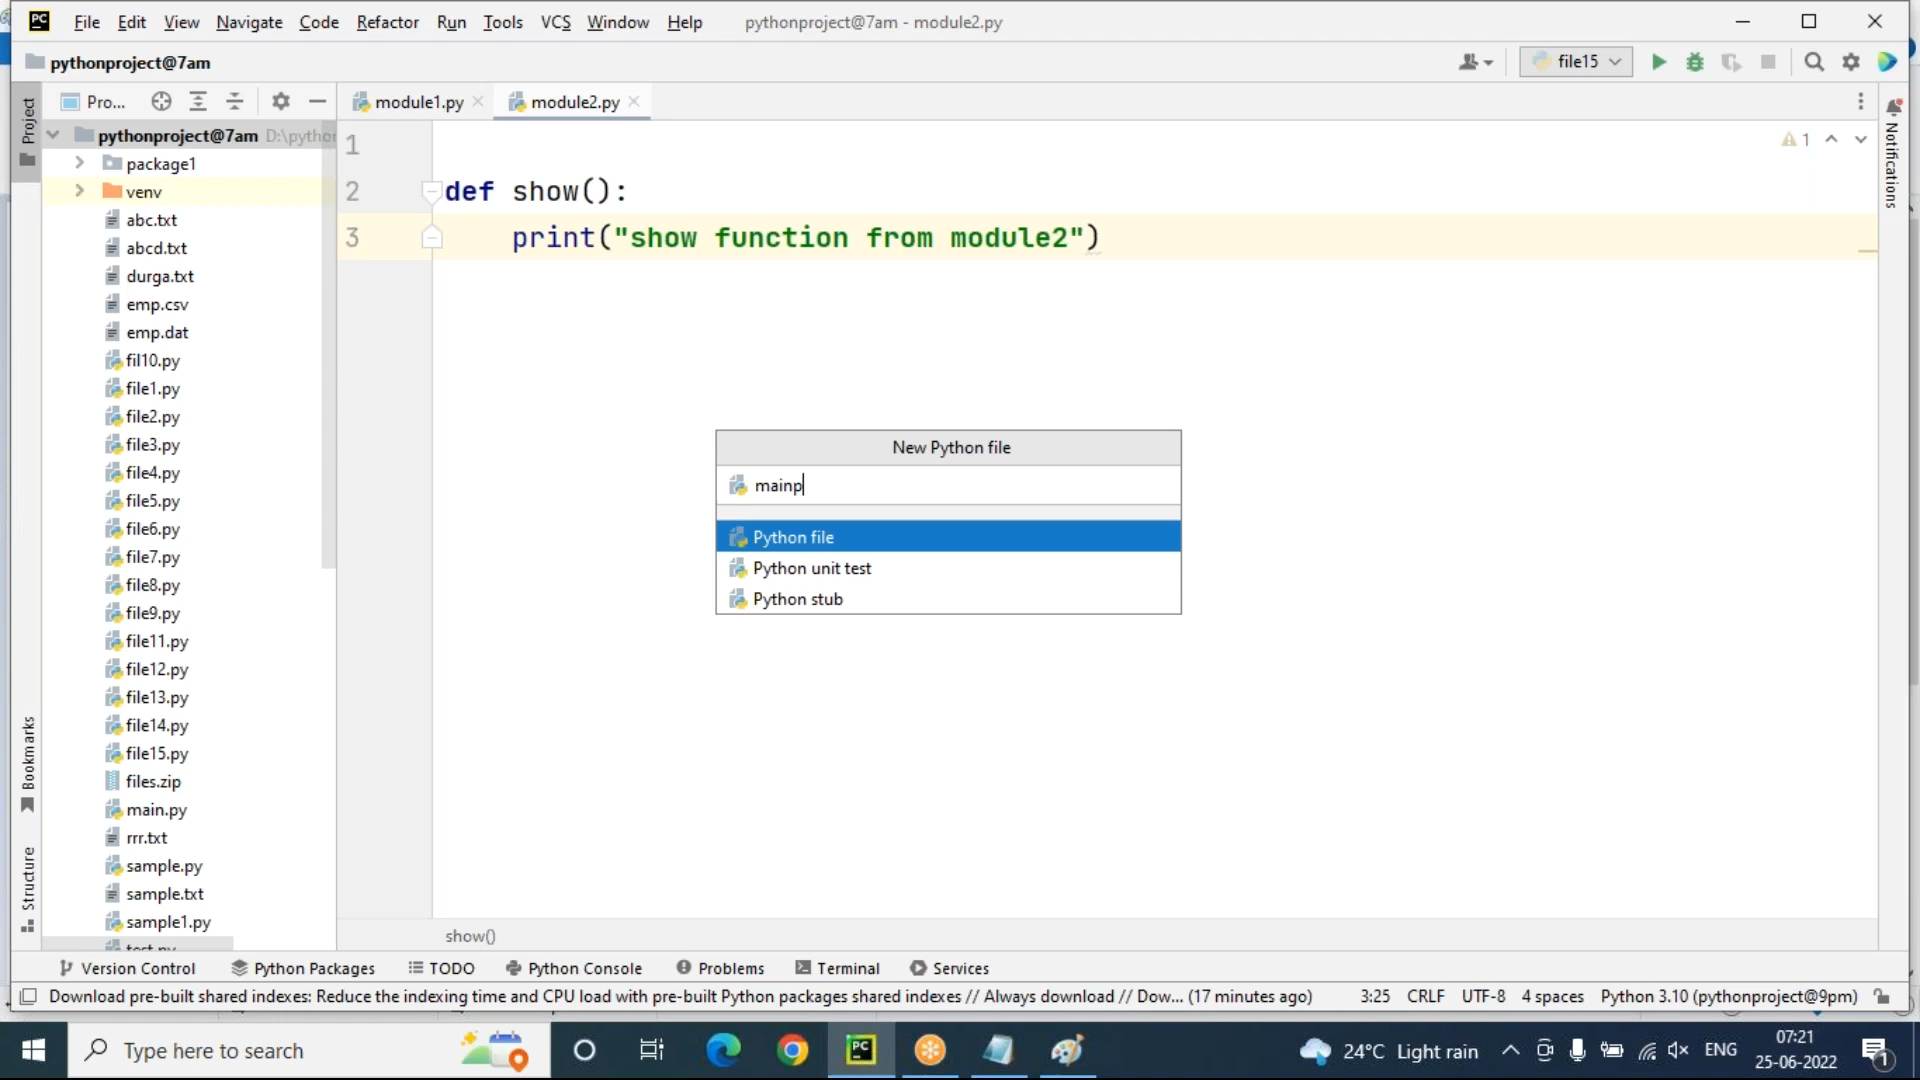 PC File Edit View Navigate Code Refactor Run Tools VCS Window Help pythonproject@7am - module2.py
pythonproject@7am
file15
Pro...
module1.py
module2.py
Project
Notifications
Bookmarks
Structure
pythonproject@7am D:\pytho
package1
venv
abc.txt
abcd.txt
durga.txt
emp.csv
emp.dat
fil10.py
file1.py
file2.py
file3.py
file4.py
file5.py
file6.py
file7.py
file8.py
file9.py
file11.py
file12.py
file13.py
file14.py
file15.py
files.zip
main.py
rrr.txt
sample.py
sample.txt
sample1.py
test.py
1
1
2 def show():
3 print("show function from module2")
New Python file
mainp
Python file
Python unit test
Python stub
show()
Version Control Python Packages TODO Python Console Problems Terminal Services
Download pre-built shared indexes: Reduce the indexing time and CPU load with pre-built Python packages shared indexes // Always download // Dow... (17 minutes ago) 3:25 CRLF UTF-8 4 spaces Python 3.10 (pythonproject@9pm)
Type here to search
PC
24°C Light rain
ENG
07:21
25-06-2022
1